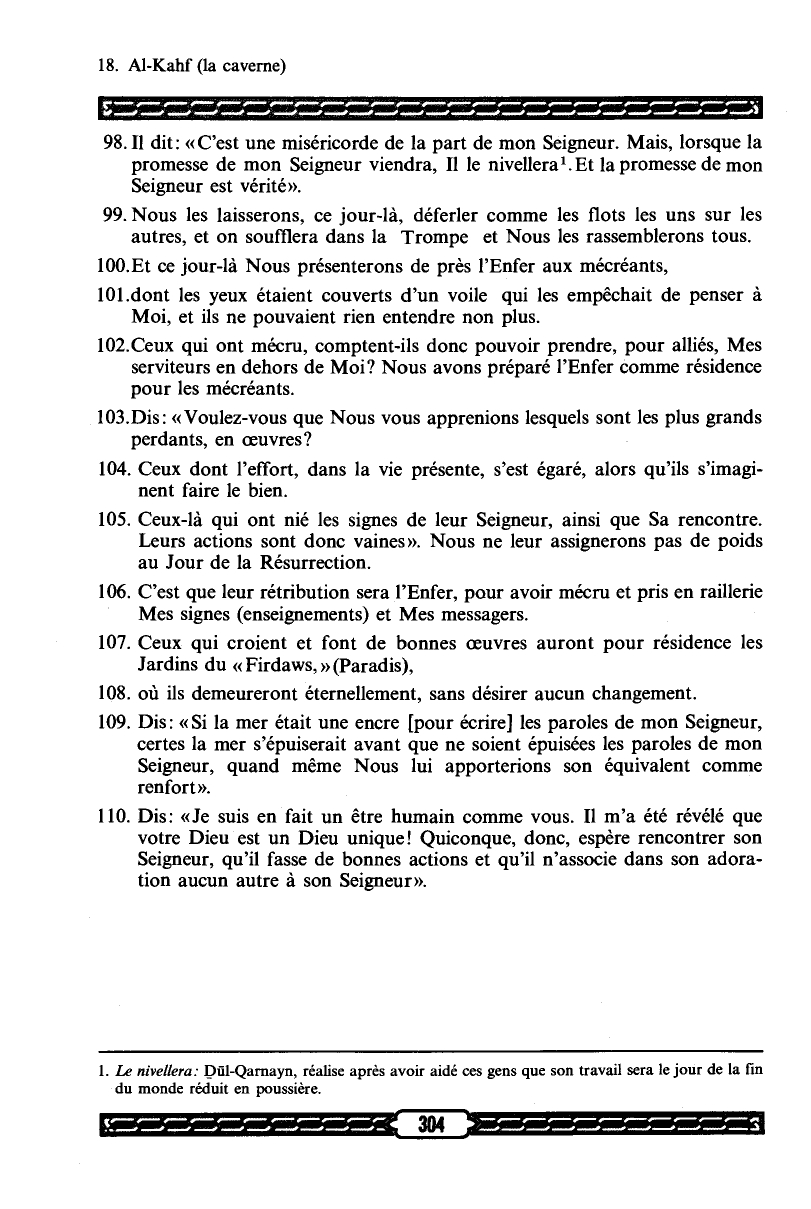 18. Al-Kahf (la caverne)
98. Il dit: «C'est une miséricorde de la part de mon Seigneur. Mais, lorsque la
promesse de mon Seigneur viendra, Il le nivellera¹. Et la promesse de mon
Seigneur est vérité».
99. Nous les laisserons, ce jour-là, déferler comme les flots les uns sur les
autres, et on soufflera dans la Trompe et Nous les rassemblerons tous.
100.Et ce jour-là Nous présenterons de près l'Enfer aux mécréants,
101.dont les yeux étaient couverts d'un voile qui les empêchait de penser à
Moi, et ils ne pouvaient rien entendre non plus.
102.Ceux qui ont mécru, comptent-ils donc pouvoir prendre, pour alliés, Mes
serviteurs en dehors de Moi? Nous avons préparé l'Enfer comme résidence
pour les mécréants.
103.Dis: «Voulez-vous que Nous vous apprenions lesquels sont les plus grands
perdants, en œuvres?
104. Ceux dont l'effort, dans la vie présente, s'est égaré, alors qu'ils s'imagi-
nent faire le bien.
105. Ceux-là qui ont nié les signes de leur Seigneur, ainsi que Sa rencontre.
Leurs actions sont donc vaines». Nous ne leur assignerons pas de poids
au Jour de la Résurrection.
106. C'est que leur rétribution sera l'Enfer, pour avoir mécru et pris en raillerie
Mes signes (enseignements) et Mes messagers.
107. Ceux qui croient et font de bonnes œuvres auront pour résidence les
Jardins du «Firdaws,»(Paradis),
108. où ils demeureront éternellement, sans désirer aucun changement.
109. Dis: «Si la mer était une encre [pour écrire] les paroles de mon Seigneur,
certes la mer s'épuiserait avant que ne soient épuisées les paroles de mon
Seigneur, quand même Nous lui apporterions son équivalent comme
renfort».
110. Dis: «Je suis en fait un être humain comme vous. Il m'a été révélé que
votre Dieu est un Dieu unique! Quiconque, donc, espère rencontrer son
Seigneur, qu'il fasse de bonnes actions et qu'il n'associe dans son adora-
tion aucun autre à son Seigneur».
1. Le nivellera: Ḏūl-Qarnayn, réalise après avoir aidé ces gens que son travail sera le jour de la fin
du monde réduit en poussière.
304